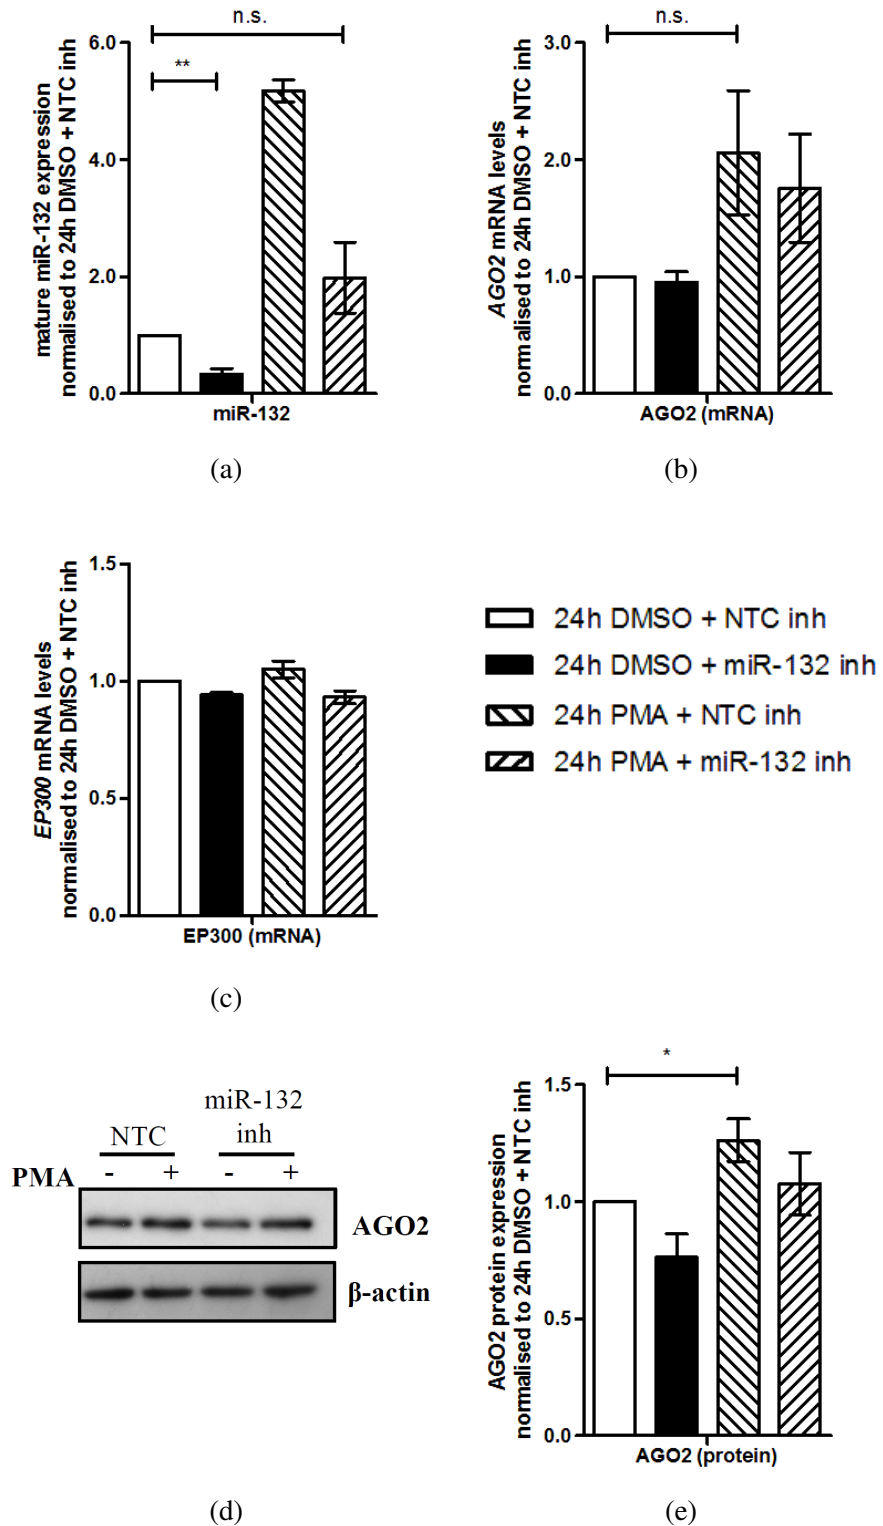 n.s.
**
6.0
4.0
2.0
0.0
mature miR-132 expression
normalised to 24h DMSO + NTC inh
miR-132
(a)
n.s.
3.0
2.0
1.0
0.0
AGO2 mRNA levels
normalised to 24h DMSO + NTC inh
AGO2 (mRNA)
(b)
1.5
1.0
0.5
0.0
EP300 mRNA levels
normalised to 24h DMSO + NTC inh
EP300 (mRNA)
(c)
24h DMSO + NTC inh
24h DMSO + miR-132 inh
24h PMA + NTC inh
24h PMA + miR-132 inh
miR-132
NTC inh
PMA - + - +
AGO2
β-actin
(d)
*
1.5
1.0
0.5
0.0
AGO2 protein expression
normalised to 24h DMSO + NTC inh
AGO2 (protein)
(e)